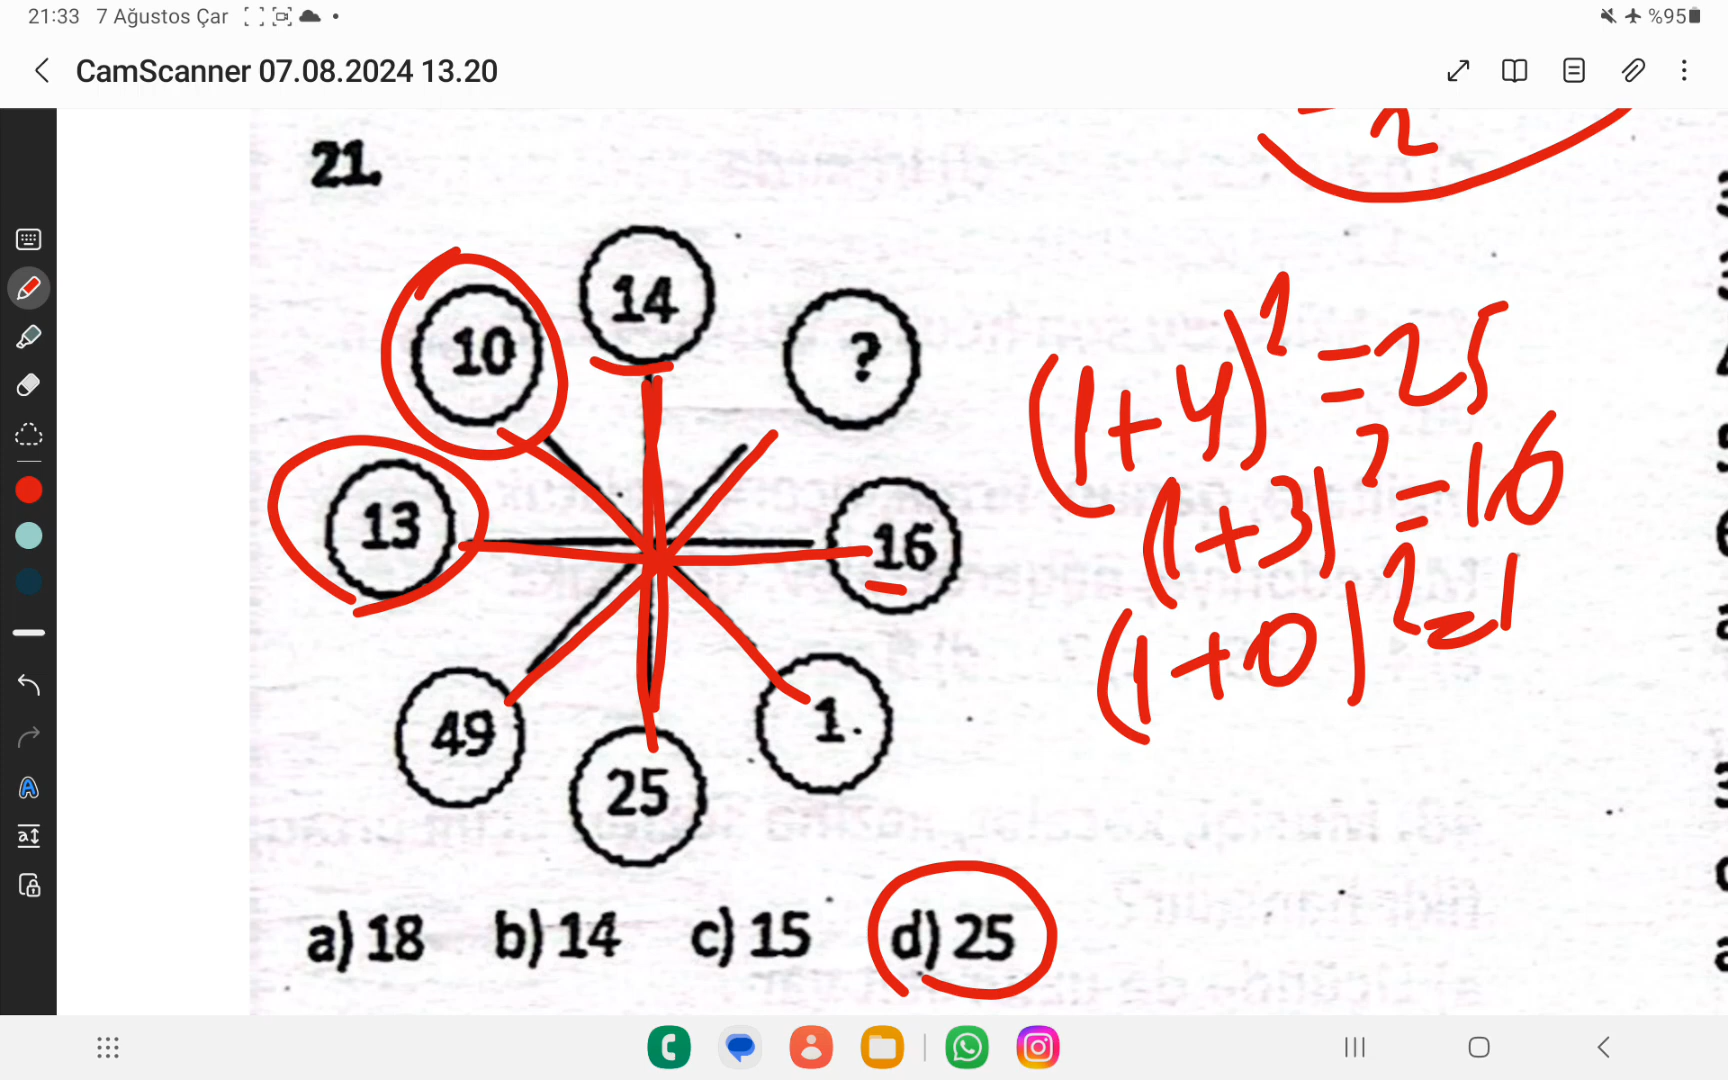 21:33 7 Ağustos Çar
%95
CamScanner 07.08.2024 13.20
21.
14
10
?
13
16
49
1
25
2
(1+4)² = 25
(1+3)² = 16
(1+0)² = 1
a) 18 b) 14 c) 15 d) 25
A
a